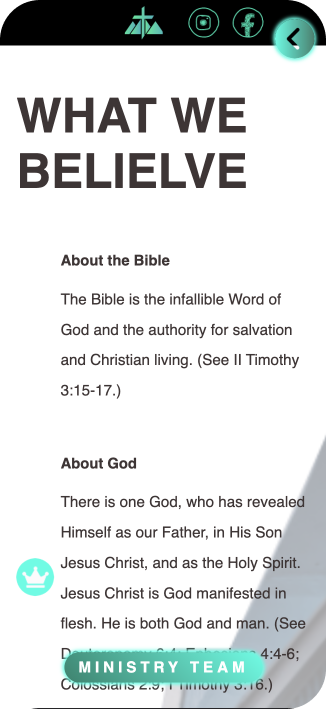 WHAT WE
BELIELVE
About the Bible
The Bible is the infallible Word of
God and the authority for salvation
and Christian living. (See II Timothy
3:15-17.)
About God
There is one God, who has revealed
Himself as our Father, in His Son
Jesus Christ, and as the Holy Spirit.
Jesus Christ is God manifested in
flesh. He is both God and man. (See
4:4-6;
MINISTRY TEAM
Colossians 2:9; I Timothy 3:16.)